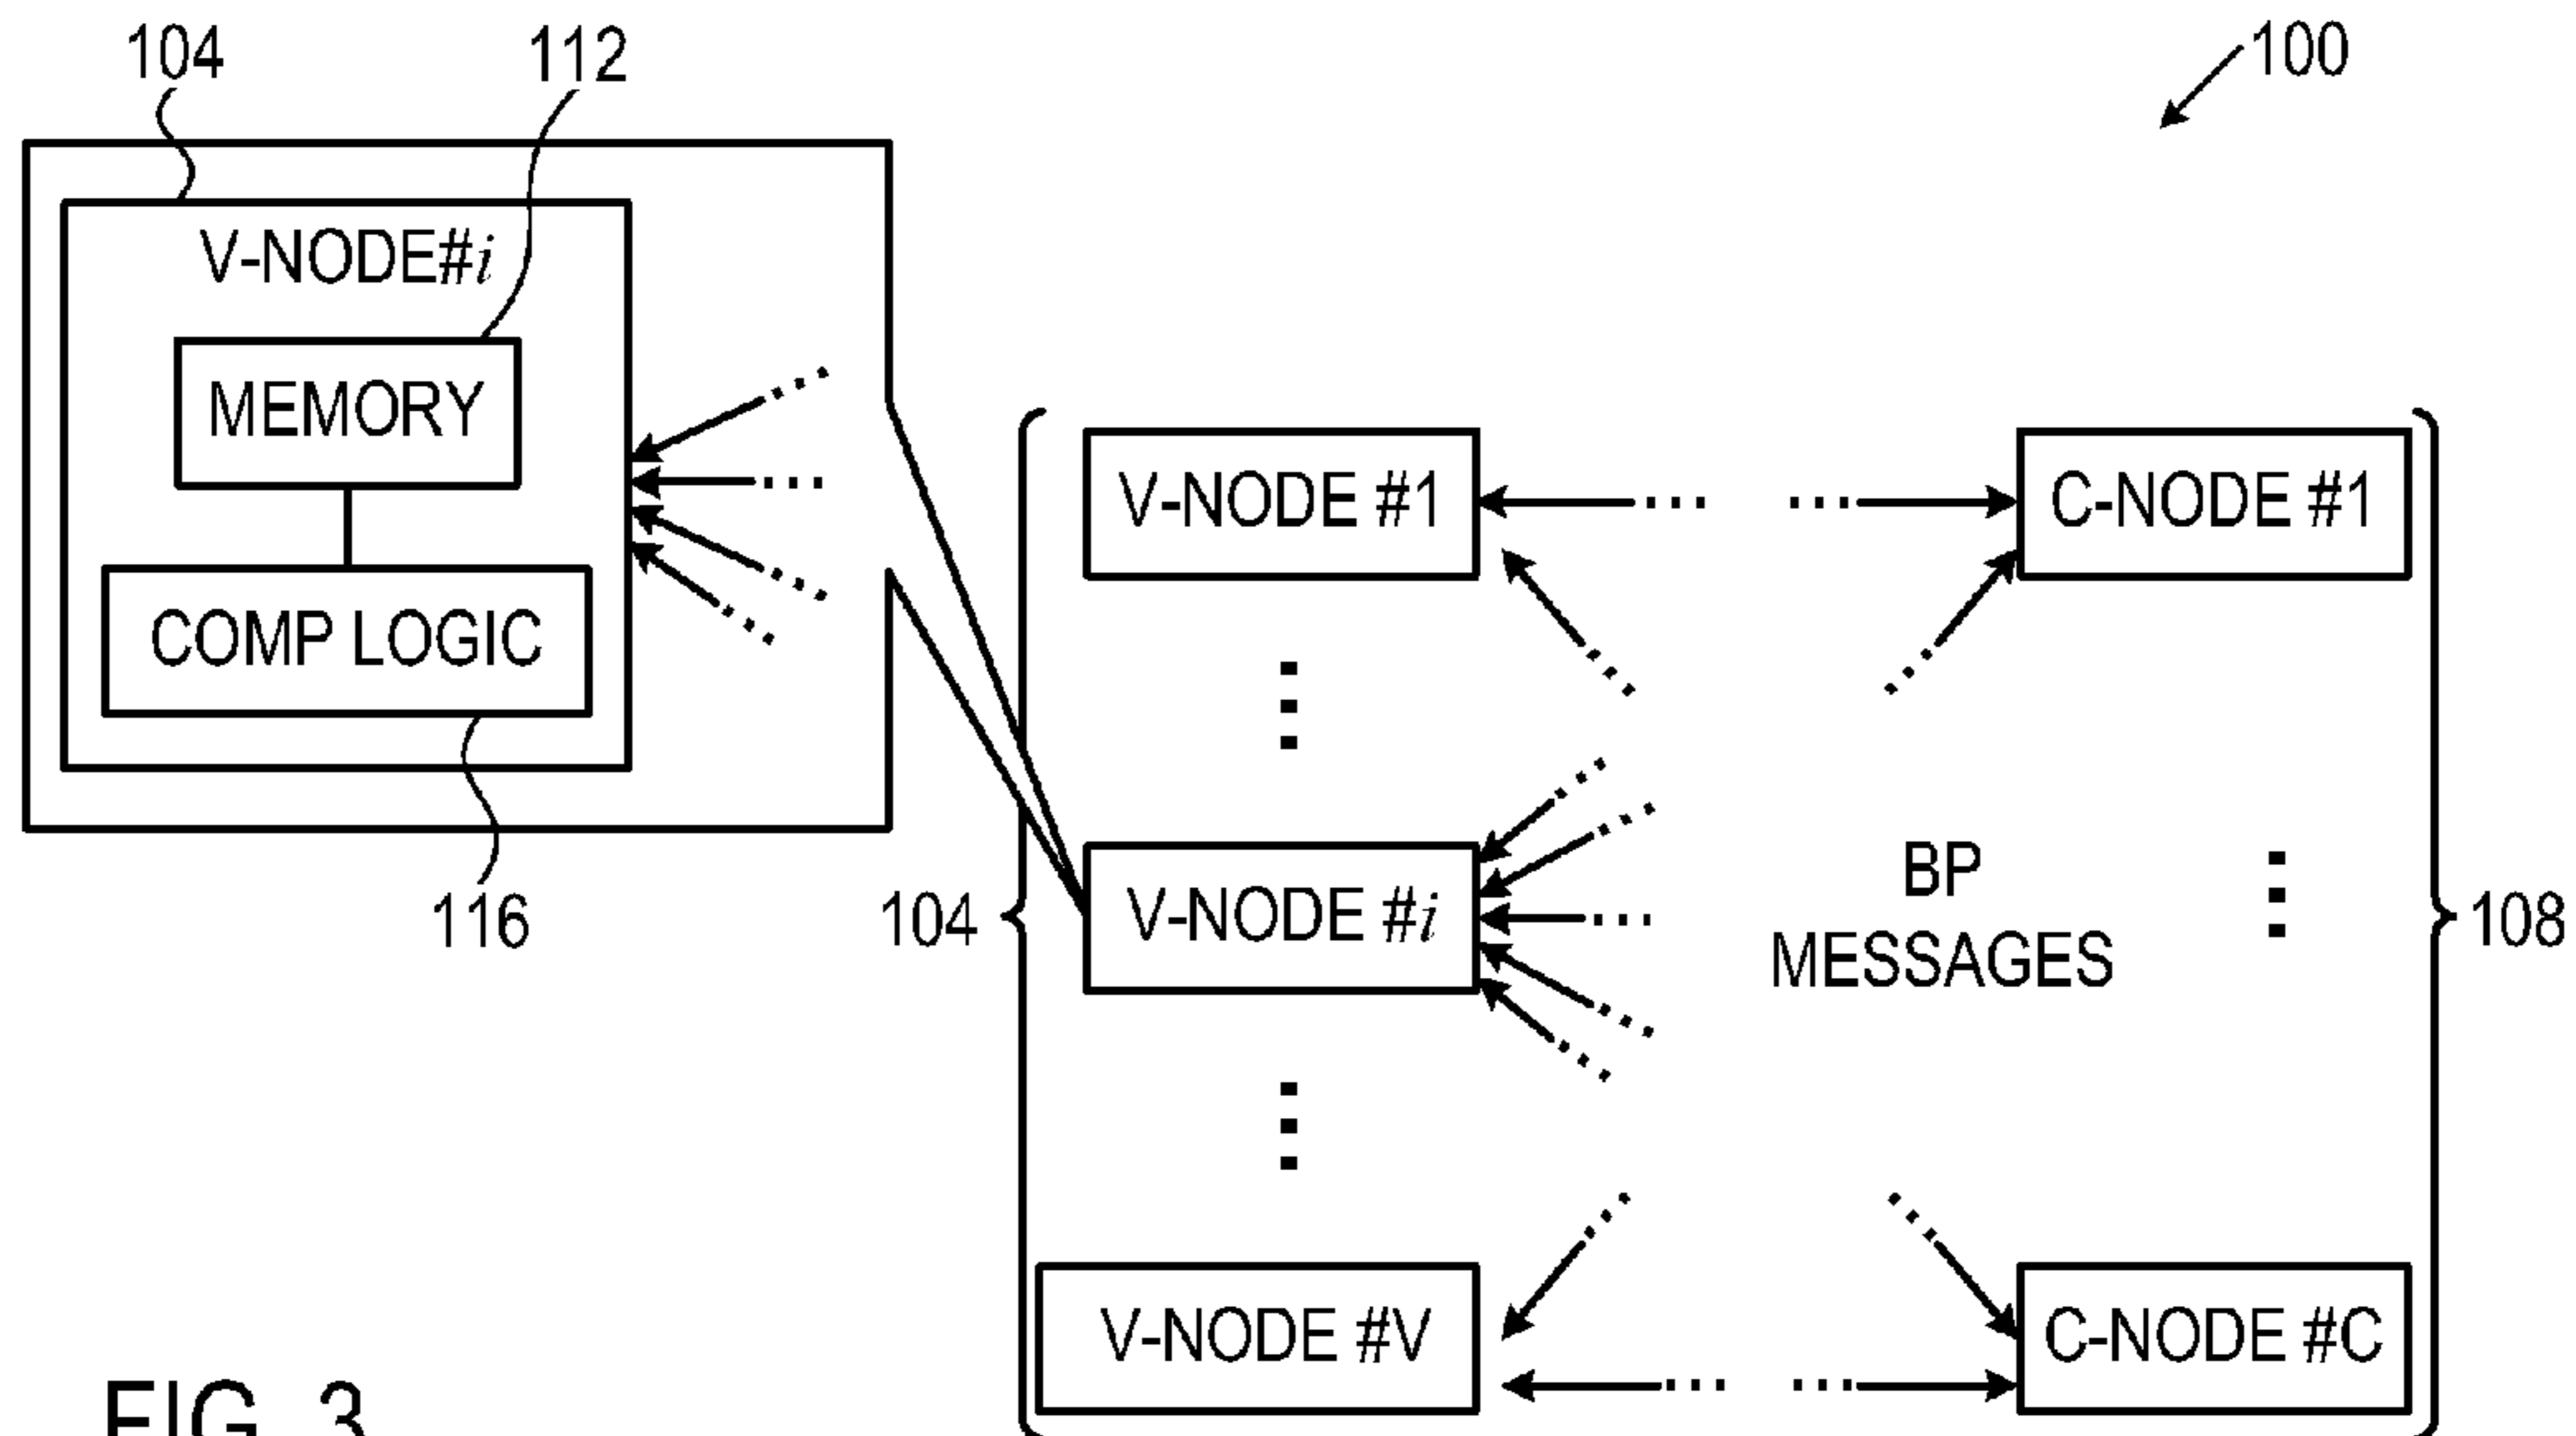 104
112
100
V-NODE#i
MEMORY
COMP LOGIC
116
V-NODE #1
C-NODE #1
104
V-NODE #i
BP
MESSAGES
108
V-NODE #V
C-NODE #C
FIG. 3